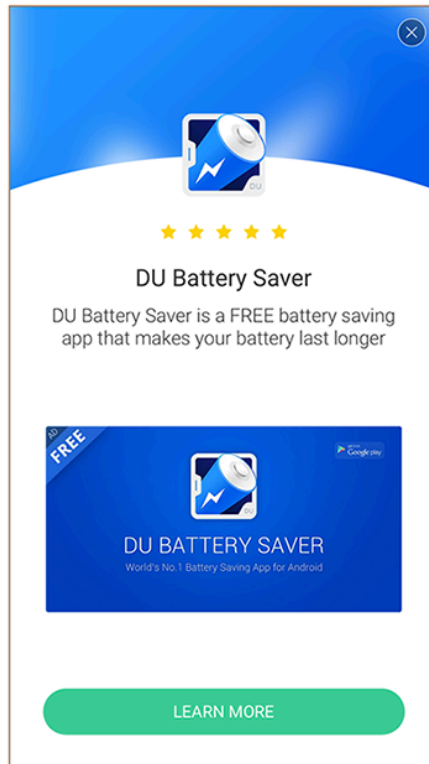 DU
DU Battery Saver
DU Battery Saver is a FREE battery saving
app that makes your battery last longer
AD
FREE
Google play
DU
DU BATTERY SAVER
World's No.1 Battery Saving App for Android
LEARN MORE